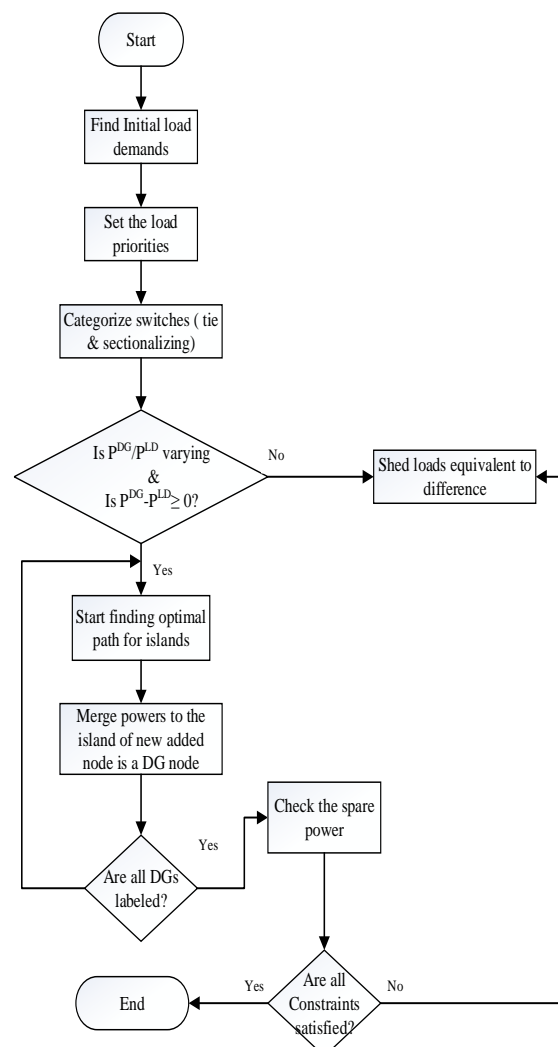 Start
Find Initial load
demands
Set the load
priorities
Categorize switches ( tie
& sectionalizing)
Is P^DG/P^LD varying
&
Is P^DG-P^LD≥ 0?
No
Shed loads equivalent to
difference
Yes
Start finding optimal
path for islands
Merge powers to the
island of new added
node is a DG node
Are all DGs
labeled?
Yes
Check the spare
power
Are all
Constraints
satisfied?
Yes
No
End